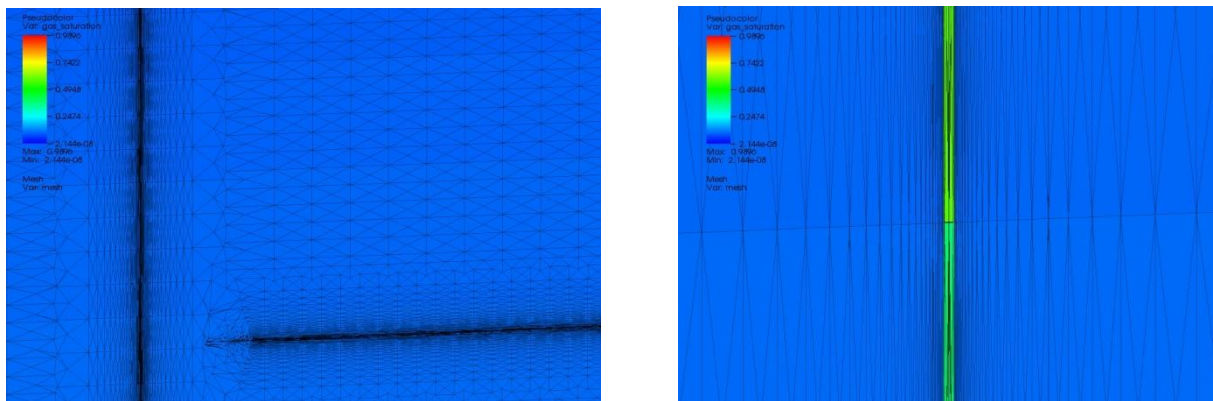 Pseudocolor
Var: gas_saturation
0.9896
0.7422
0.4948
0.2474
2.144e-08
Max: 0.9896
Min: 2.144e-08
Mesh
Var: mesh
Pseudocolor
Var: gas_saturation
0.9896
0.7422
0.4948
0.2474
2.144e-08
Max: 0.9896
Min: 2.144e-08
Mesh
Var: mesh